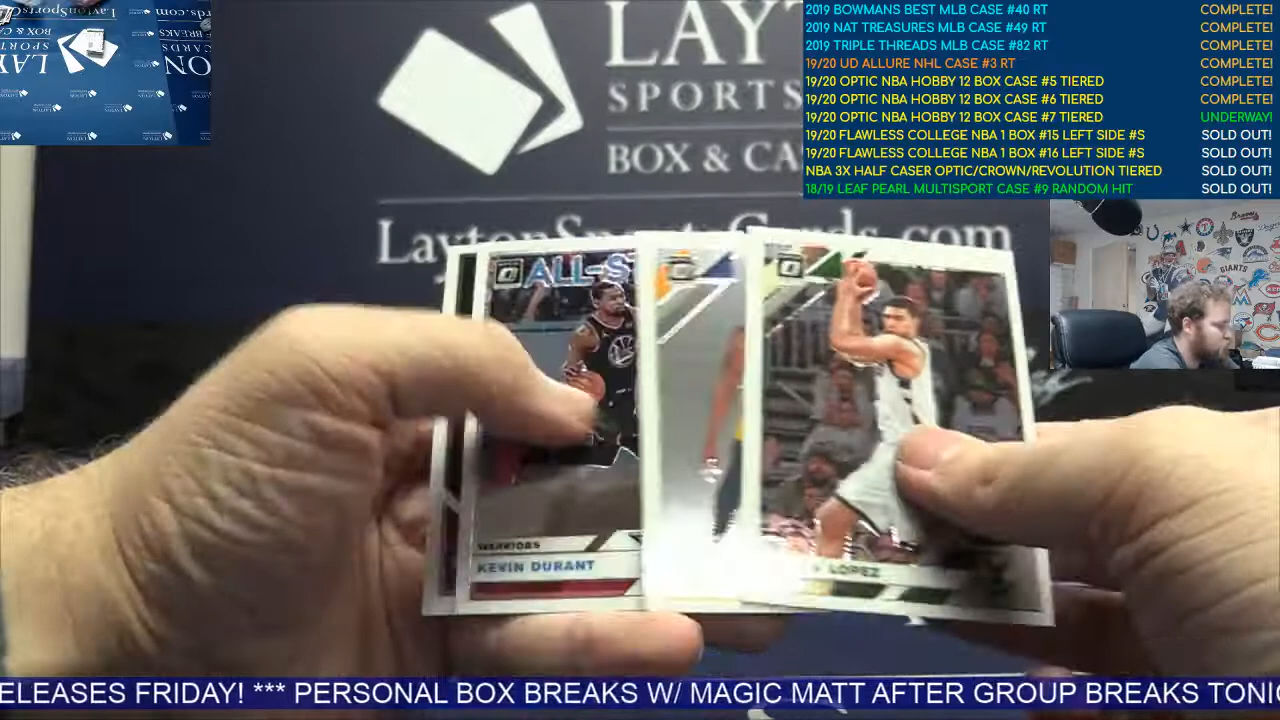 2019 BOWMANS BEST MLB CASE #40 RT COMPLETE!
2019 NAT TREASURES MLB CASE #49 RT COMPLETE!
2019 TRIPLE THREADS MLB CASE #82 RT COMPLETE!
19/20 UD ALLURE NHL CASE #3 RT COMPLETE!
19/20 OPTIC NBA HOBBY 12 BOX CASE #5 TIERED COMPLETE!
19/20 OPTIC NBA HOBBY 12 BOX CASE #6 TIERED COMPLETE!
19/20 OPTIC NBA HOBBY 12 BOX CASE #7 TIERED UNDERWAY!
19/20 FLAWLESS COLLEGE NBA 1 BOX #15 LEFT SIDE #S SOLD OUT!
19/20 FLAWLESS COLLEGE NBA 1 BOX #16 LEFT SIDE #S SOLD OUT!
NBA 3X HALF CASER OPTIC/CROWN/REVOLUTION TIERED SOLD OUT!
18/19 LEAF PEARL MULTISPORT CASE #9 RANDOM HIT SOLD OUT!
LAYT
SPORTS
BOX & CA
LaytonSportsCards.com
ALL-S
WARRIORS
KEVIN DURANT
LOPEZ
GIANTS
Braves
ELEASES FRIDAY! *** PERSONAL BOX BREAKS W/ MAGIC MATT AFTER GROUP BREAKS TONIG